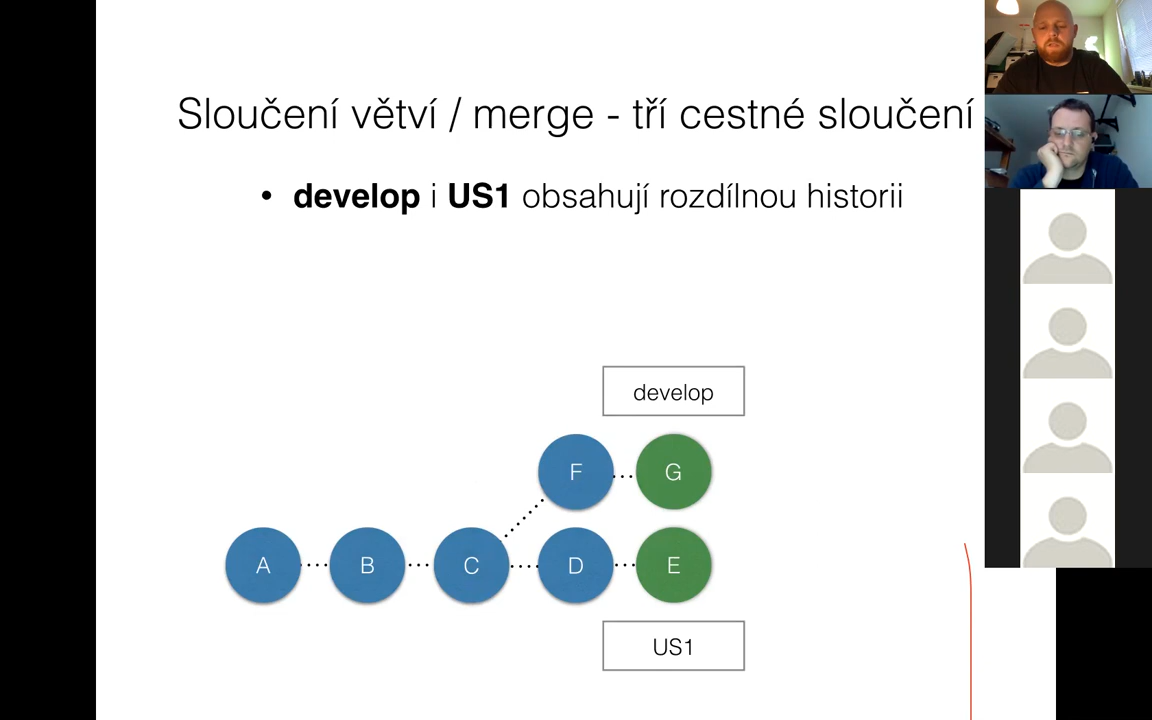 Sloučení větví / merge - tří cestné sloučení
• develop i US1 obsahují rozdílnou historii
develop
F
G
A
B
C
D
E
US1